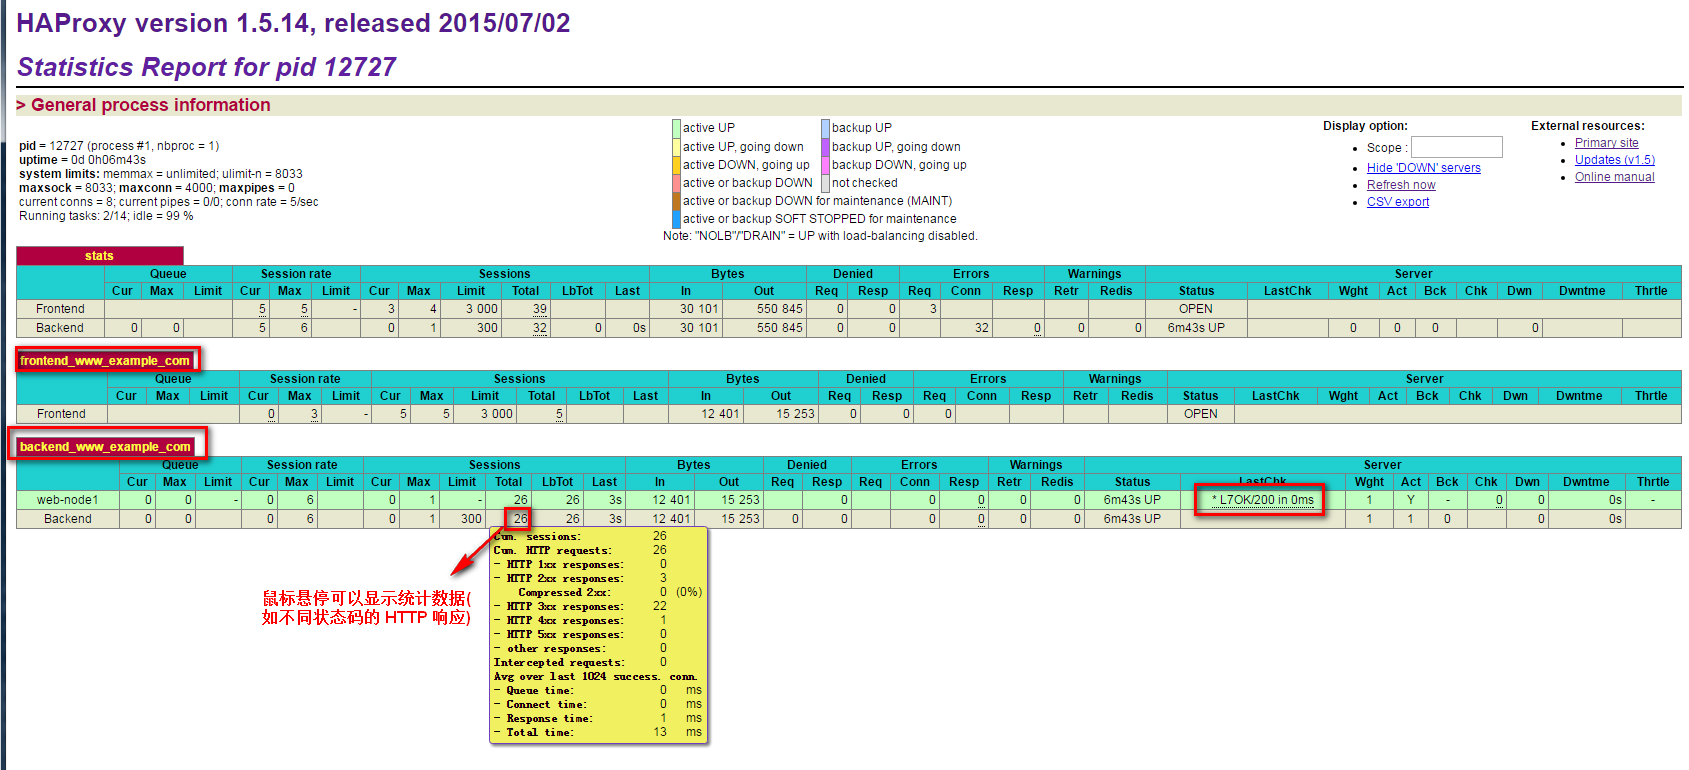 HAProxy version 1.5.14, released 2015/07/02
Statistics Report for pid 12727
> General process information
pid = 12727 (process #1, nbproc = 1)
uptime = 0d 0h06m43s
system limits: memmax = unlimited; ulimit-n = 8033
maxsock = 8033; maxconn = 4000; maxpipes = 0
current conns = 8; current pipes = 0/0; conn rate = 5/sec
Running tasks: 2/14; idle = 99 %
active UP backup UP
active UP, going down backup UP, going down
active DOWN, going up backup DOWN, going up
active or backup DOWN not checked
active or backup DOWN for maintenance (MAINT)
active or backup SOFT STOPPED for maintenance
Note: "NOLB"/"DRAIN" = UP with load-balancing disabled.
Display option:
Scope :
Hide 'DOWN' servers
Refresh now
CSV export
External resources:
Primary site
Updates (v1.5)
Online manual
stats
Queue Session rate Sessions Bytes Denied Errors Warnings Server
Cur Max Limit Cur Max Limit Cur Max Limit Total LbTot Last In Out Req Resp Req Conn Resp Retr Redis Status LastChk Wght Act Bck Chk Dwn Dwntme Thrtle
Frontend 5 5 - 3 4 3 000 39 30 101 550 845 0 0 3 OPEN
Backend 0 0 5 6 0 1 300 32 0 0s 30 101 550 845 0 0 32 0 0 0 6m43s UP 0 0 0 0
frontend_www_example_com
Queue Session rate Sessions Bytes Denied Errors Warnings Server
Cur Max Limit Cur Max Limit Cur Max Limit Total LbTot Last In Out Req Resp Req Conn Resp Retr Redis Status LastChk Wght Act Bck Chk Dwn Dwntme Thrtle
Frontend 0 3 - 5 5 3 000 5 12 401 15 253 0 0 0 OPEN
backend_www_example_com
Queue Session rate Sessions Bytes Denied Errors Warnings Server
Cur Max Limit Cur Max Limit Cur Max Limit Total LbTot Last In Out Req Resp Req Conn Resp Retr Redis Status LastChk Wght Act Bck Chk Dwn Dwntme Thrtle
web-node1 0 0 - 0 6 0 1 - 26 26 3s 12 401 15 253 0 0 0 0 0 6m43s UP * L7OK/200 in 0ms 1 Y - 0 0 0s -
Backend 0 0 0 6 0 1 300 26 26 3s 12 401 15 253 0 0 0 0 0 0 6m43s UP 1 1 0 0 0s
Cum. sessions: 26
Cum. HTTP requests: 26
- HTTP 1xx responses: 0
- HTTP 2xx responses: 3
Compressed 2xx: 0 (0%)
- HTTP 3xx responses: 22
- HTTP 4xx responses: 1
- HTTP 5xx responses: 0
- other responses: 0
Intercepted requests: 0
Avg over last 1024 success. conn.
- Queue time: 0 ms
- Connect time: 0 ms
- Response time: 1 ms
- Total time: 13 ms
鼠标悬停可以显示统计数据(
如不同状态码的 HTTP 响应)